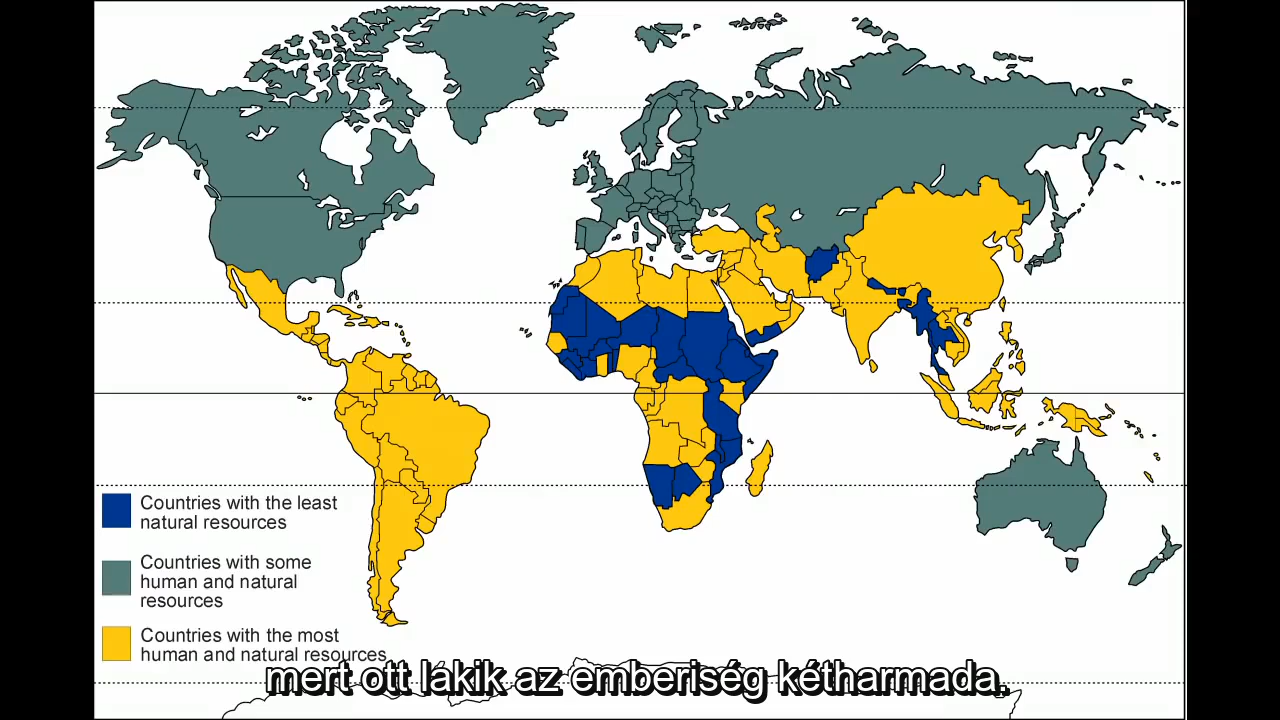 Countries with the least
natural resources
Countries with some
human and natural
resources
Countries with the most
human and natural resources
mert ott lakik az emberiség kétharmada.